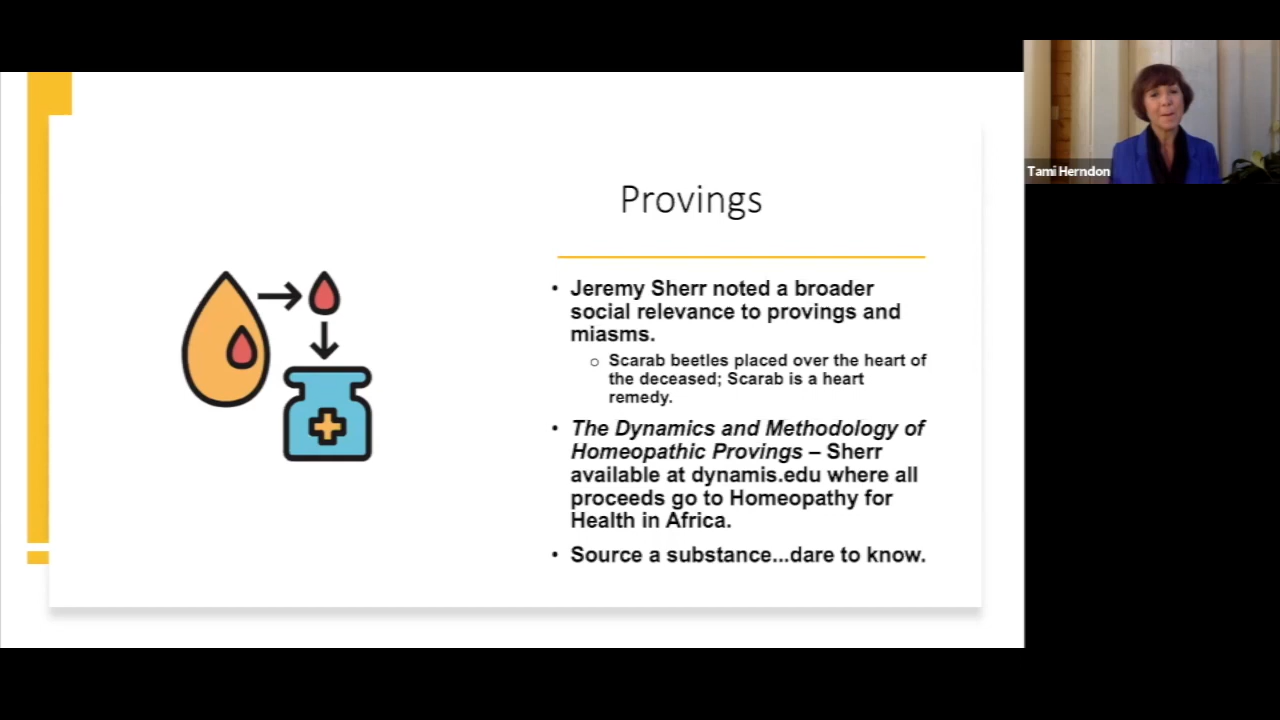 Provings
• Jeremy Sherr noted a broader
social relevance to provings and
miasms.
○ Scarab beetles placed over the heart of
the deceased; Scarab is a heart
remedy.
• The Dynamics and Methodology of
Homeopathic Provings – Sherr
available at dynamis.edu where all
proceeds go to Homeopathy for
Health in Africa.
• Source a substance...dare to know.
Tami Herndon